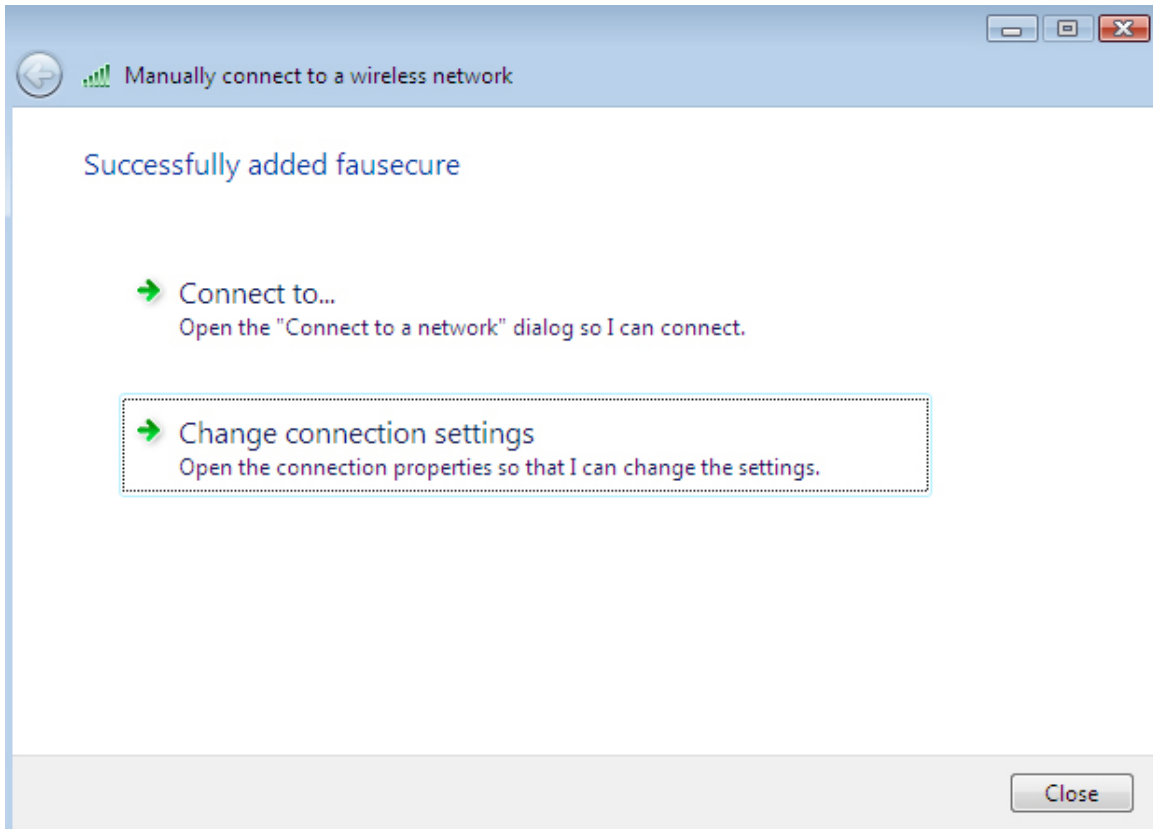 Manually connect to a wireless network
Successfully added fausecure
Connect to...
Open the "Connect to a network" dialog so I can connect.
Change connection settings
Open the connection properties so that I can change the settings.
Close